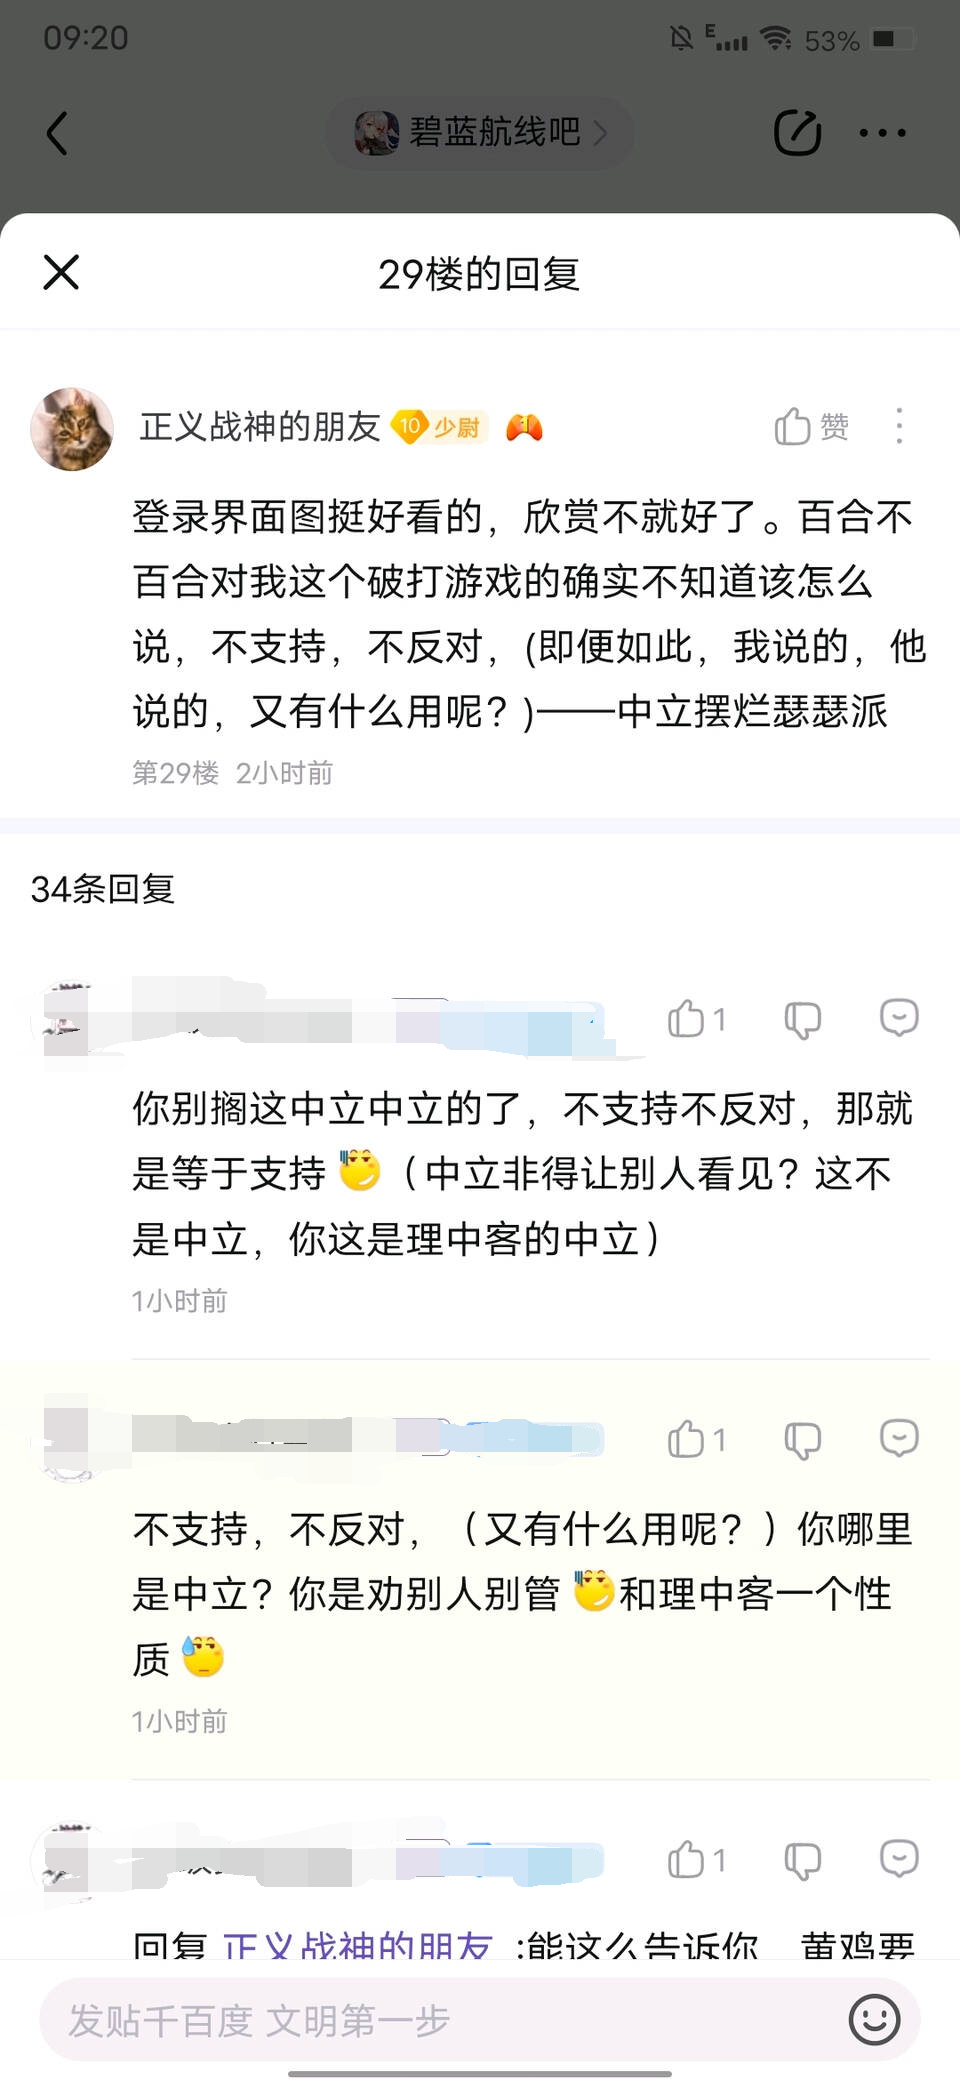 09:20
E
53%
碧蓝航线吧
29楼的回复
正义战神的朋友 10 少尉 1
赞
登录界面图挺好看的，欣赏不就好了。百合不
百合对我这个破打游戏的确实不知道该怎么
说，不支持，不反对，(即便如此，我说的，他
说的，又有什么用呢？)——中立摆烂瑟瑟派
第29楼 2小时前
34条回复
1
你别搁这中立中立的了，不支持不反对，那就
是等于支持（中立非得让别人看见？这不
是中立，你这是理中客的中立）
1小时前
1
不支持，不反对，（又有什么用呢？）你哪里
是中立？你是劝别人别管和理中客一个性
质
1小时前
1
回复 正义战神的朋友 :能这么告诉你 黄鸡要
发贴千百度 文明第一步